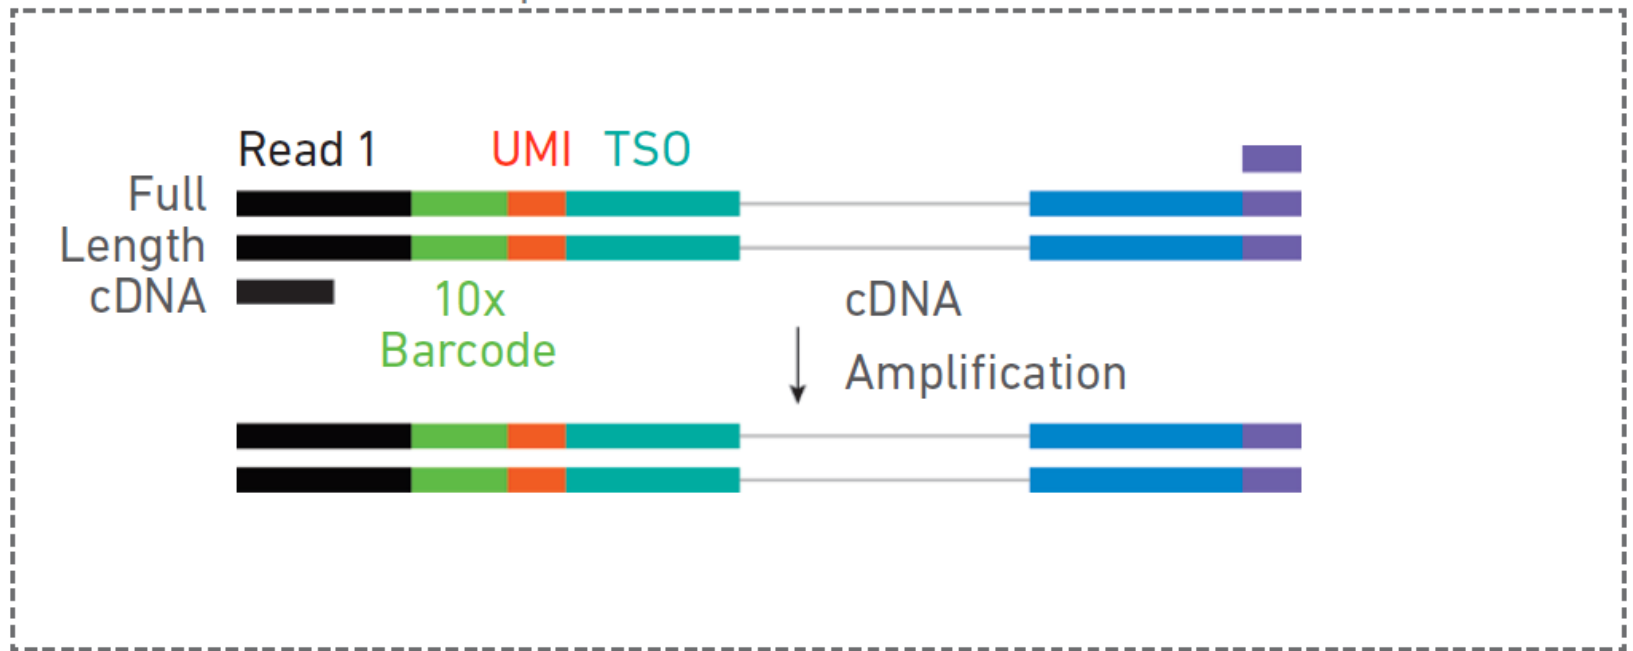 Read 1
UMI
TSO
Full
Length
cDNA
10x
Barcode
cDNA
Amplification